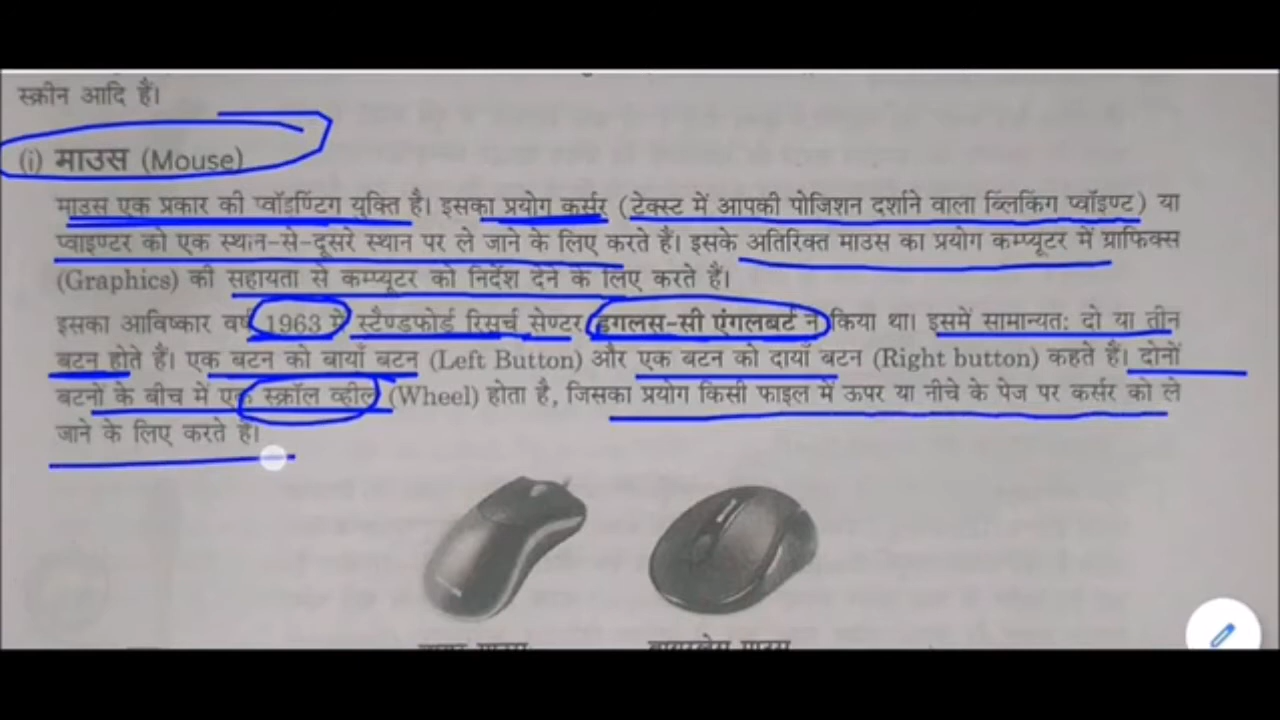 स्क्रीन आदि हैं।
(i) माउस (Mouse)
माउस एक प्रकार की प्वॉइण्टिग युक्ति है। इसका प्रयोग कर्सर (टेक्स्ट में आपकी पोजिशन दर्शाने वाला ब्लिंकिंग प्वॉइण्ट) या
प्वाइण्टर को एक स्थान-से-दूसरे स्थान पर ले जाने के लिए करते हैं। इसके अतिरिक्त माउस का प्रयोग कम्प्यूटर में ग्राफिक्स
(Graphics) की सहायता से कम्प्यूटर को निर्देश देने के लिए करते हैं।
इसका आविष्कार वर्ष 1963 में स्टैण्डफोर्ड रिसर्च सेण्टर डगलस-सी एंगलबर्ट ने किया था। इसमें सामान्यत: दो या तीन
बटन होते हैं। एक बटन को बायाँ बटन (Left Button) और एक बटन को दायाँ बटन (Right button) कहते हैं। दोनों
बटनों के बीच में एक स्क्रॉल व्हील (Wheel) होता है, जिसका प्रयोग किसी फाइल में ऊपर या नीचे के पेज पर कर्सर को ले
जाने के लिए करते हैं।